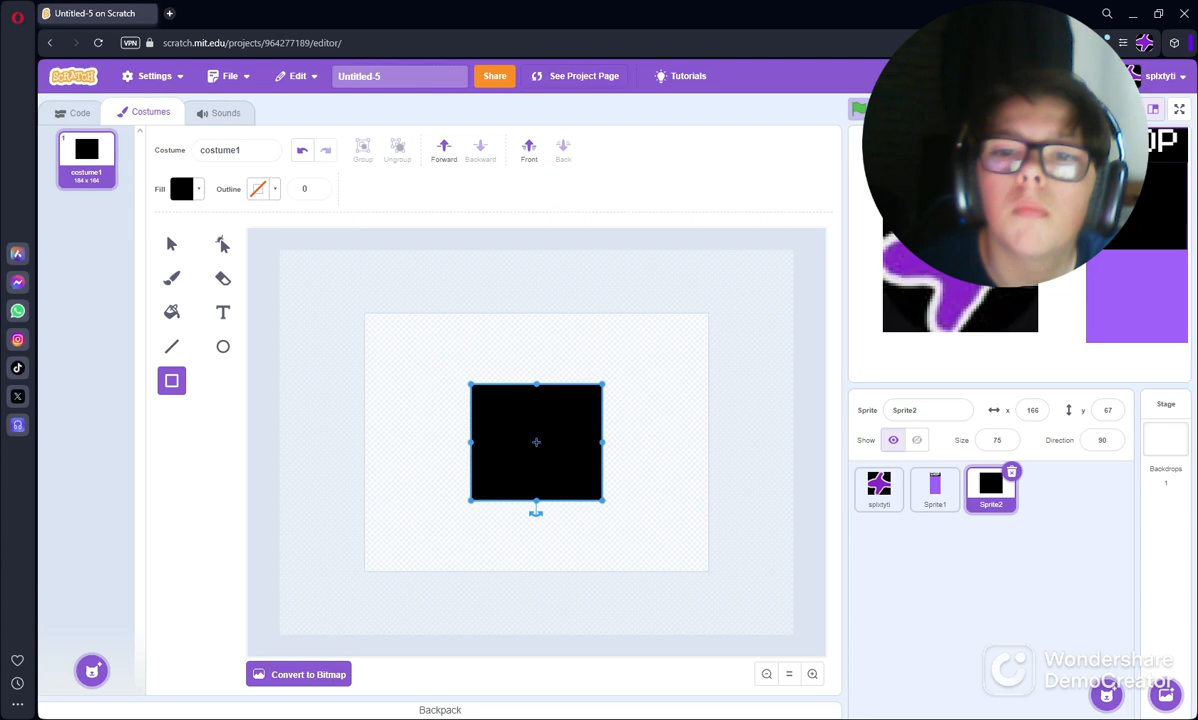 Untitled-5 on Scratch
VPN
scratch.mit.edu/projects/964277189/editor/
SCRATCH
Settings
File
Edit
Untitled-5
Share
See Project Page
Tutorials
splxtyti
Code
Costumes
Sounds
1
costume1
184 x 164
Costume
costume1
Group
Ungroup
Forward
Backward
Front
Back
Fill
Outline
0
T
OP
Sprite
Sprite2
x
166
y
67
Show
Size
75
Direction
90
Stage
Backdrops
1
splxtyti
Sprite1
Sprite2
Convert to Bitmap
Backpack
Wondershare
DemoCreator